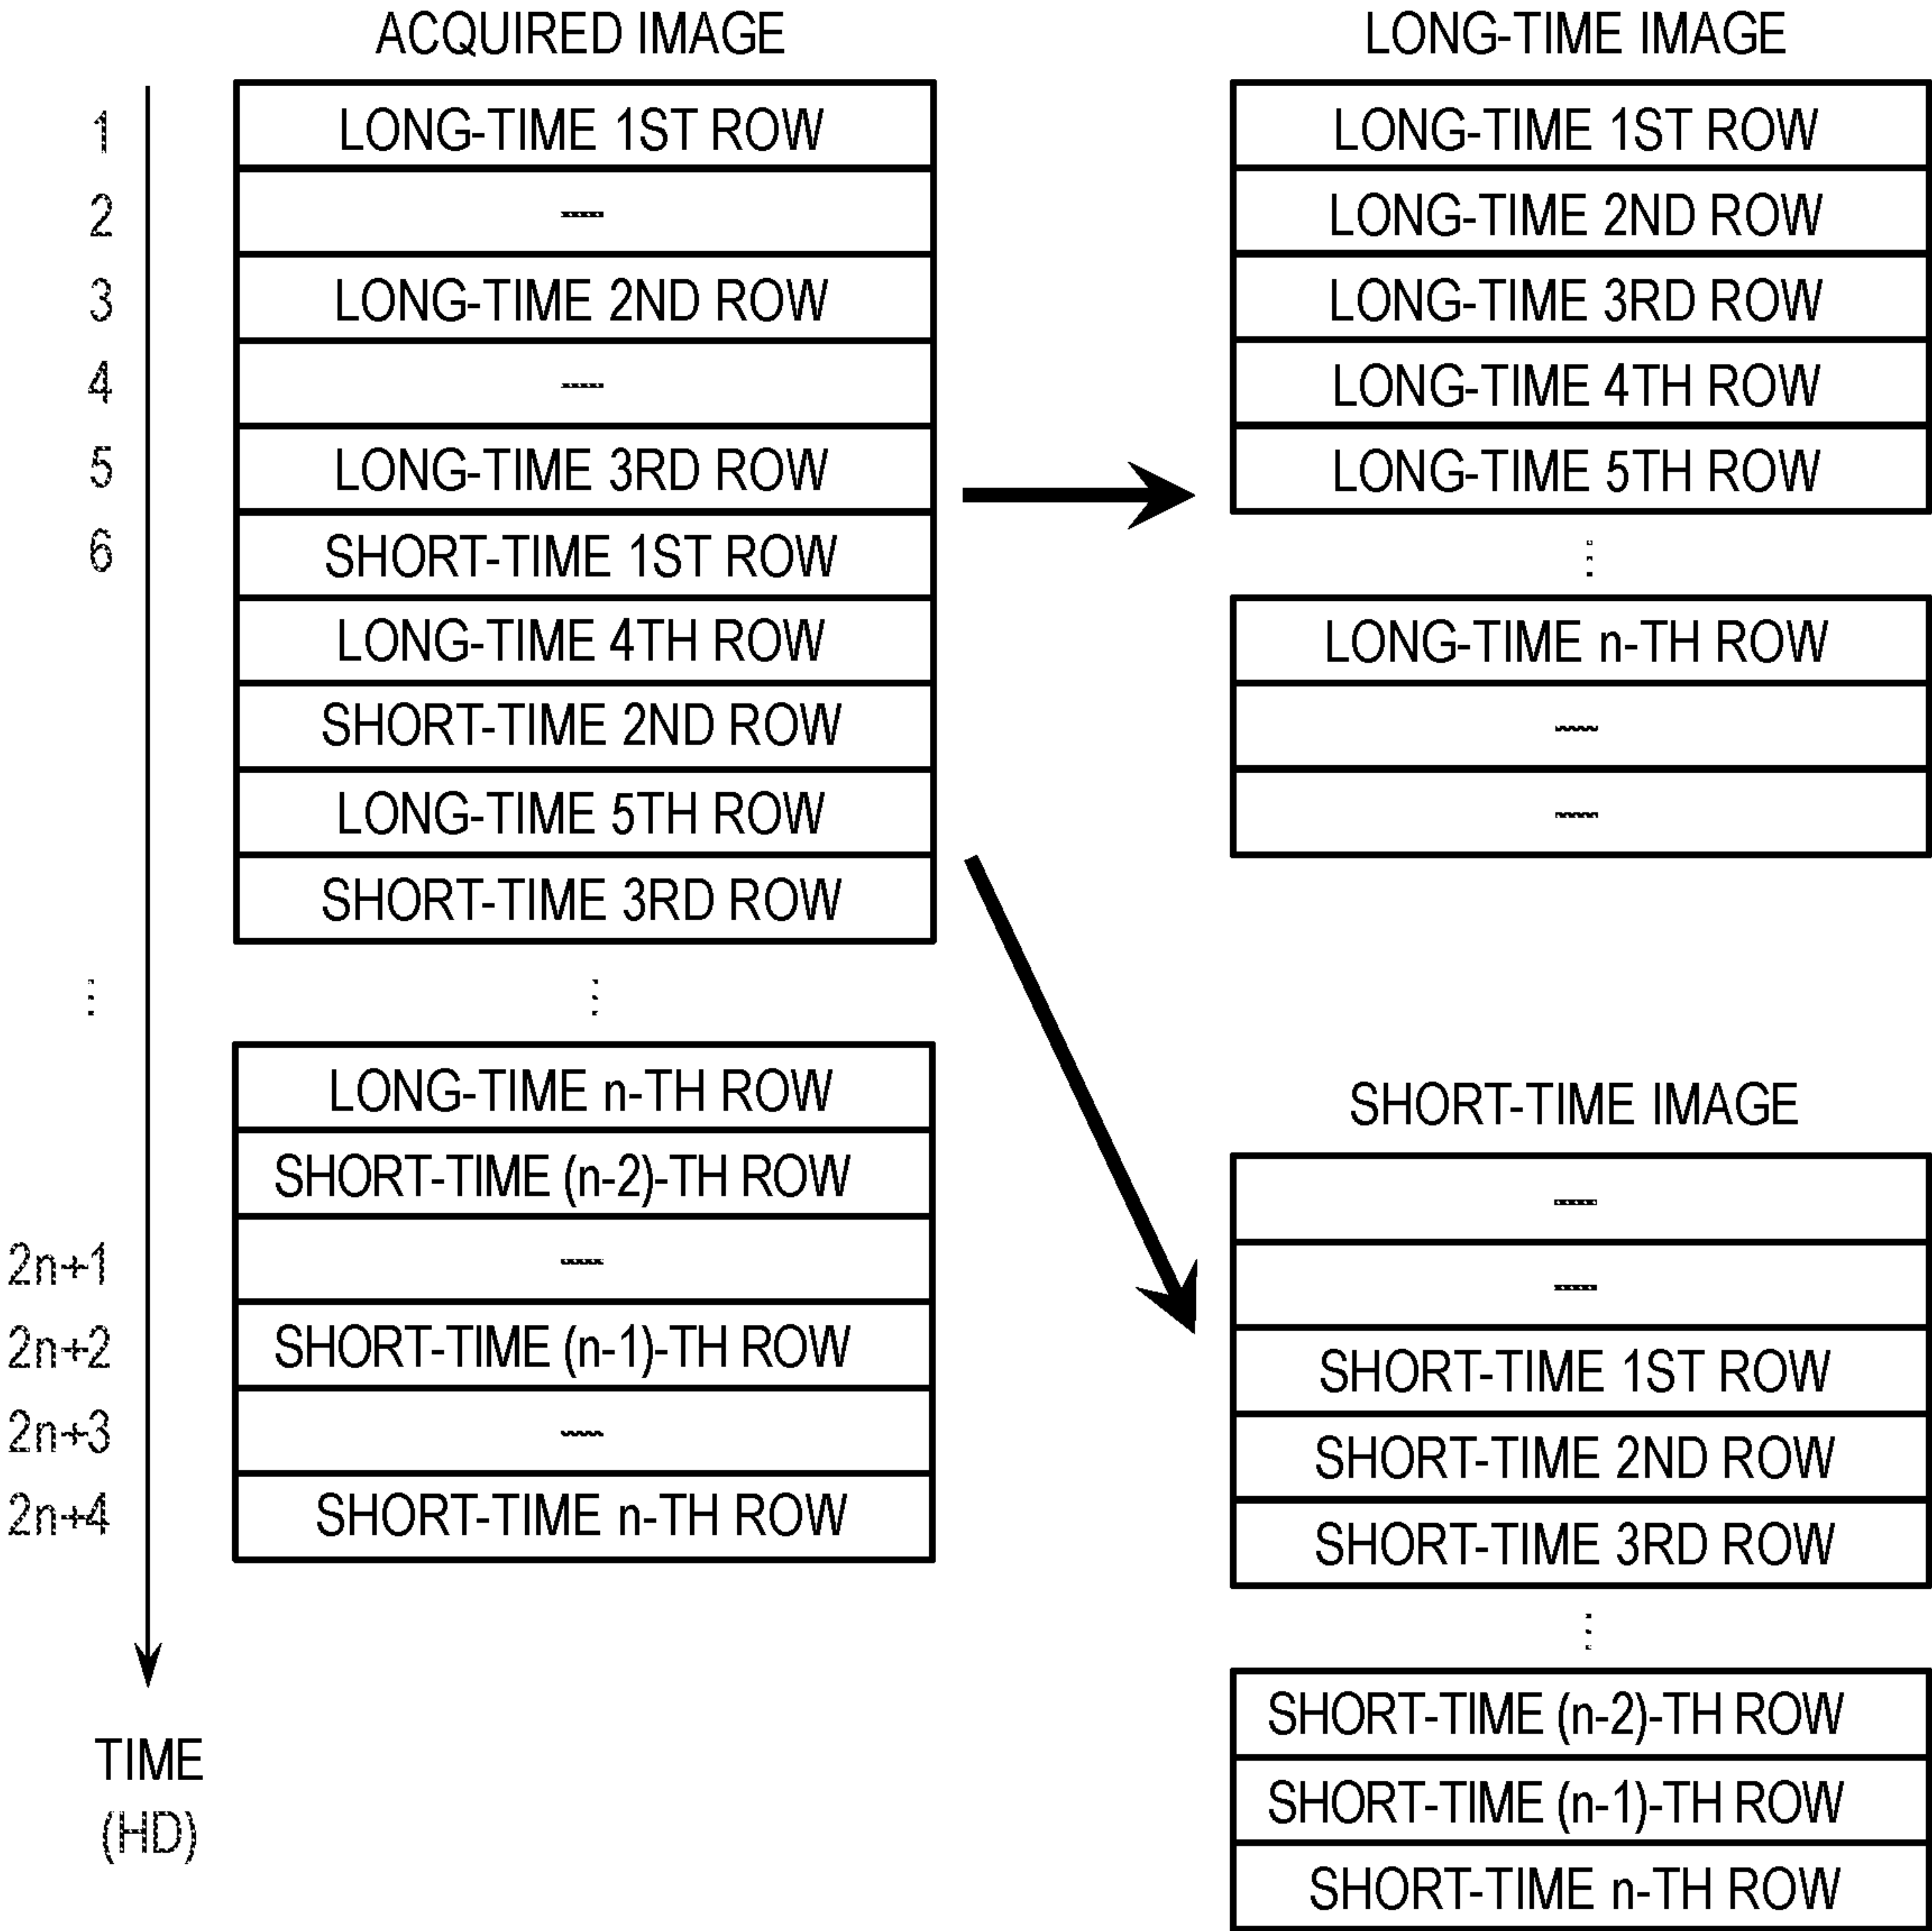 ACQUIRED IMAGE
1
LONG-TIME 1ST ROW
2
----
3
LONG-TIME 2ND ROW
4
----
5
LONG-TIME 3RD ROW
6
SHORT-TIME 1ST ROW
LONG-TIME 4TH ROW
SHORT-TIME 2ND ROW
LONG-TIME 5TH ROW
SHORT-TIME 3RD ROW
⋮
⋮
LONG-TIME n-TH ROW
SHORT-TIME (n-2)-TH ROW
2n+1
----
2n+2
SHORT-TIME (n-1)-TH ROW
2n+3
----
2n+4
SHORT-TIME n-TH ROW
TIME
(HD)
LONG-TIME IMAGE
LONG-TIME 1ST ROW
LONG-TIME 2ND ROW
LONG-TIME 3RD ROW
LONG-TIME 4TH ROW
LONG-TIME 5TH ROW
⋮
LONG-TIME n-TH ROW
----
----
SHORT-TIME IMAGE
----
----
SHORT-TIME 1ST ROW
SHORT-TIME 2ND ROW
SHORT-TIME 3RD ROW
⋮
SHORT-TIME (n-2)-TH ROW
SHORT-TIME (n-1)-TH ROW
SHORT-TIME n-TH ROW